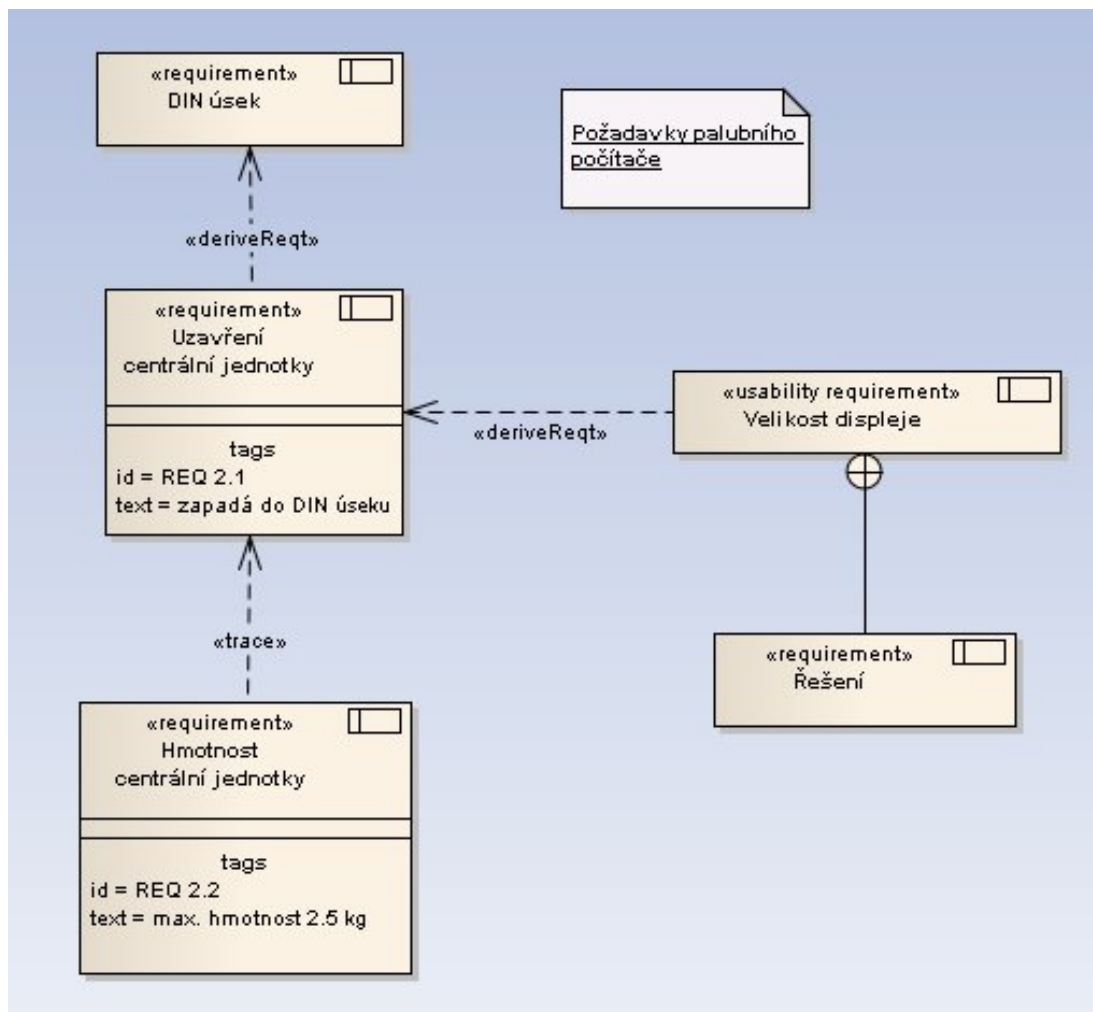 «requirement»
DIN úsek
Požadavky palubního
počítače
«deriveReqt»
«requirement»
Uzavření
centrální jednotky
tags
id = REQ 2.1
text = zapadá do DIN úseku
«deriveReqt»
«usability requirement»
Velikost displeje
«trace»
«requirement»
Řešení
«requirement»
Hmotnost
centrální jednotky
tags
id = REQ 2.2
text = max. hmotnost 2.5 kg